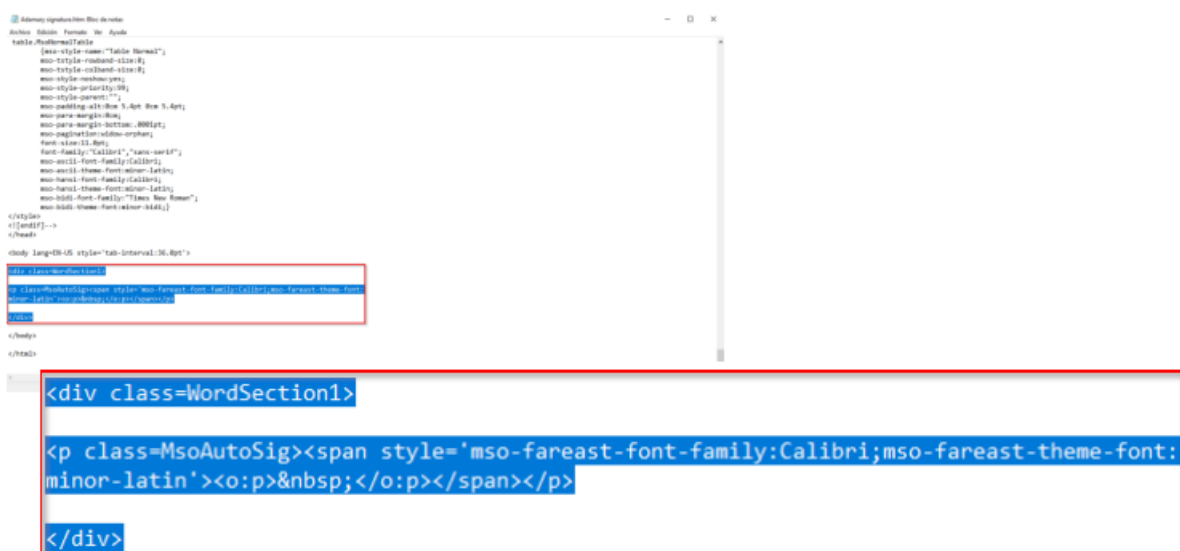 Adamary signature.htm: Bloc de notas
Archivo Edición Formato Ver Ayuda
table.MsoNormalTable
{mso-style-name:"Table Normal";
mso-tstyle-rowband-size:0;
mso-tstyle-colband-size:0;
mso-style-noshow:yes;
mso-style-priority:99;
mso-style-parent:"";
mso-padding-alt:0cm 5.4pt 0cm 5.4pt;
mso-para-margin:0cm;
mso-para-margin-bottom:.0001pt;
mso-pagination:widow-orphan;
font-size:11.0pt;
font-family:"Calibri","sans-serif";
mso-ascii-font-family:Calibri;
mso-ascii-theme-font:minor-latin;
mso-hansi-font-family:Calibri;
mso-hansi-theme-font:minor-latin;
mso-bidi-font-family:"Times New Roman";
mso-bidi-theme-font:minor-bidi;}
</style>
<![endif]-->
</head>
<body lang=EN-US style='tab-interval:36.0pt'>
<div class=WordSection1>
<p class=MsoAutoSig><span style='mso-fareast-font-family:Calibri;mso-fareast-theme-font:
minor-latin'><o:p>&nbsp;</o:p></span></p>
</div>
</body>
</html>
<div class=WordSection1>
<p class=MsoAutoSig><span style='mso-fareast-font-family:Calibri;mso-fareast-theme-font:
minor-latin'><o:p>&nbsp;</o:p></span></p>
</div>